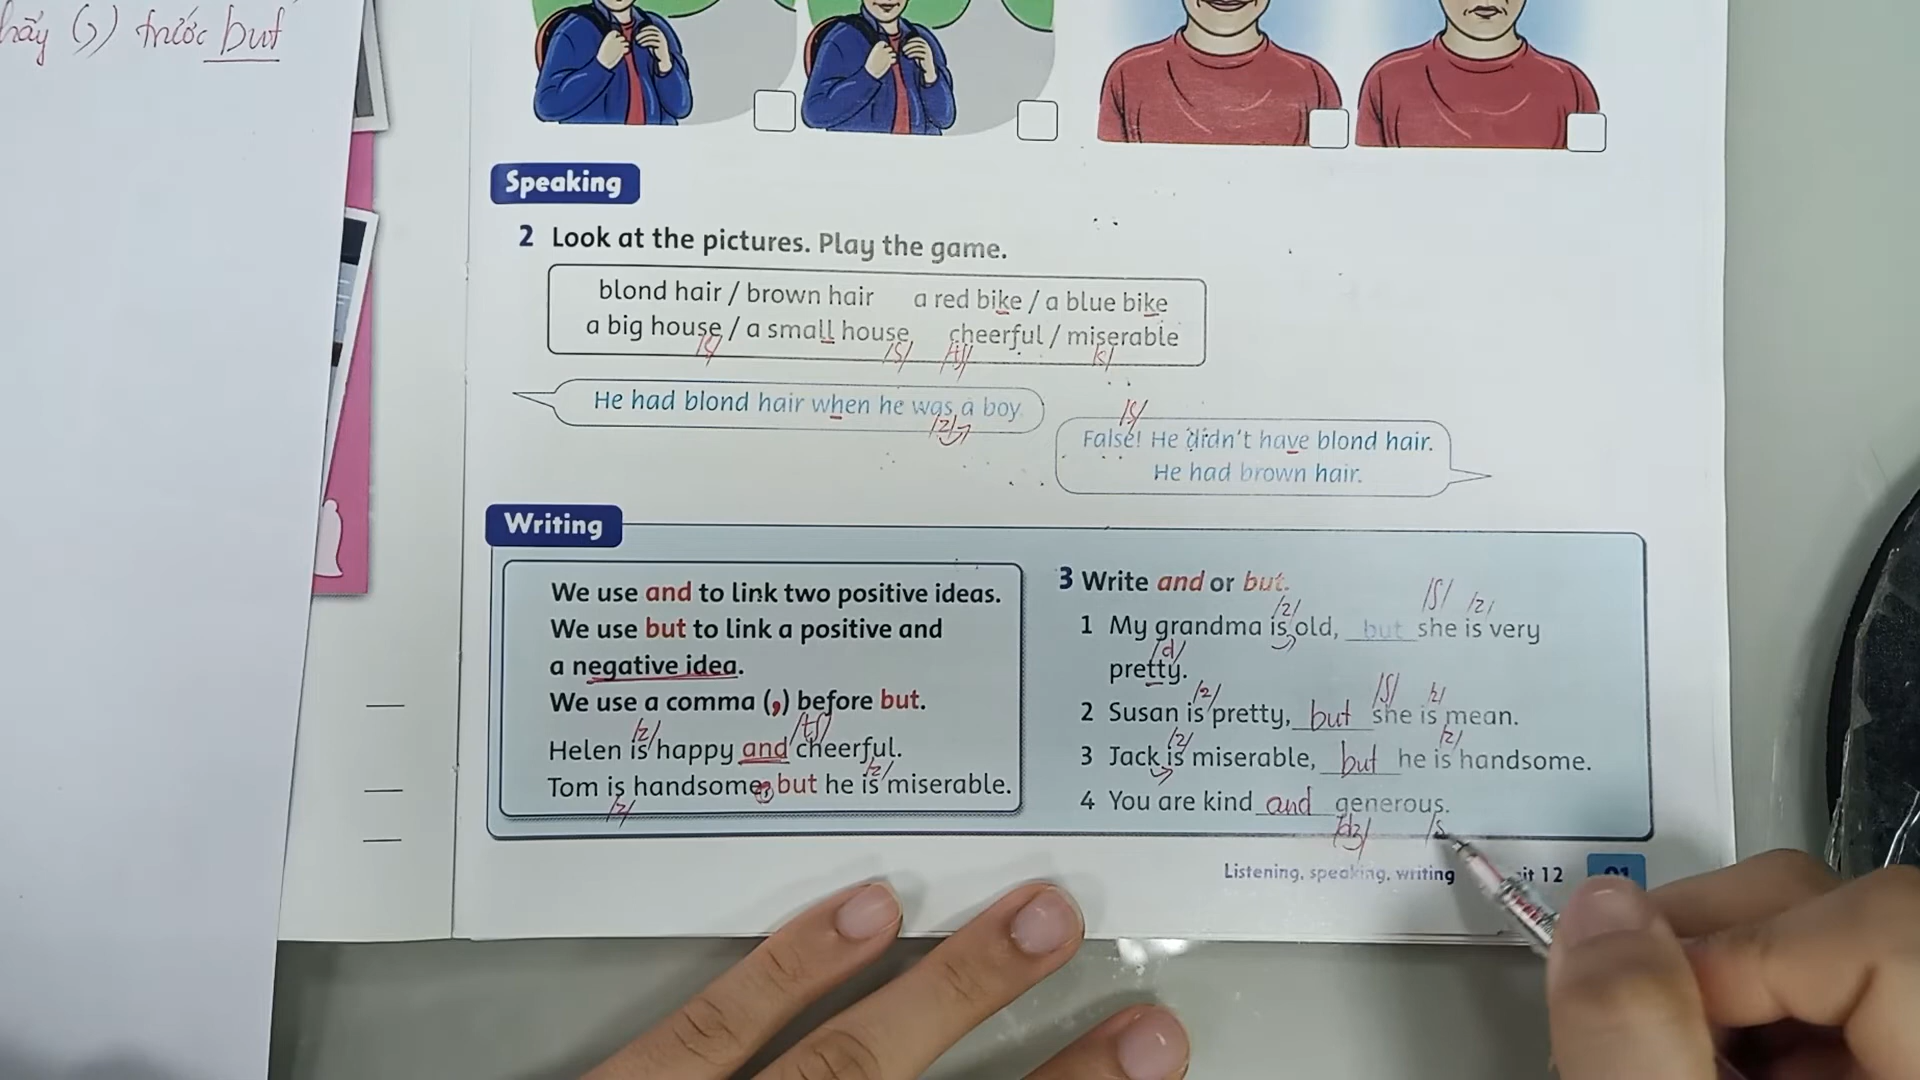 (,) trước but
Speaking
2 Look at the pictures. Play the game.
blond hair / brown hair a red bike / a blue bike
a big house / a small house cheerful / miserable
/s/ /s/ /tʃ/
He had blond hair when he was a boy
/z/
/s/
False! He didn't have blond hair.
He had brown hair.
Writing
We use and to link two positive ideas.
We use but to link a positive and
a negative idea.
We use a comma (,) before but.
/z/ /tʃ/
Helen is happy and cheerful.
/z/
Tom is handsome, but he is miserable.
/z/
3 Write and or but.
/z/ /ʃ/ /z/
1 My grandma is old, but she is very
/d/
pretty.
/z/ /ʃ/ /z/
2 Susan is pretty, but she is mean.
/z/ /z/
3 Jack is miserable, but he is handsome.
4 You are kind and generous.
/dʒ/ /s
Listening, speaking, writing
12